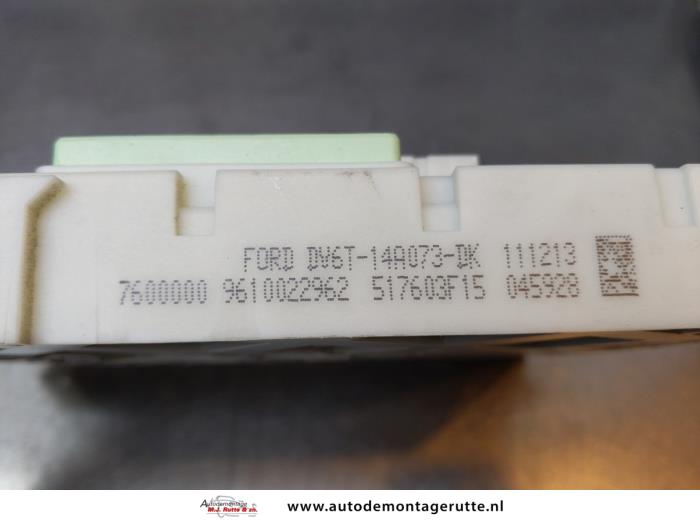 FORD DV6T-14A073-DK 111213
7600000 9610022962 517603F15 045928
Autodemontage
M.J. Rutte & zn.
www.autodemontagerutte.nl